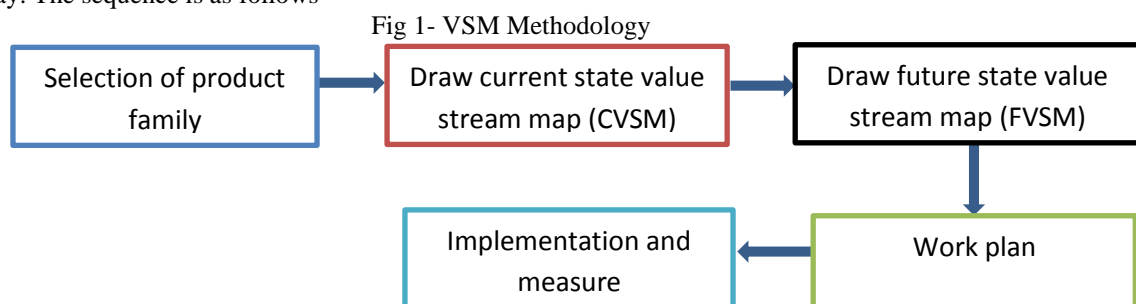 The sequence is as follows
Fig 1- VSM Methodology
Selection of product
family
Draw current state value
stream map (CVSM)
Draw future state value
stream map (FVSM)
Work plan
Implementation and
measure